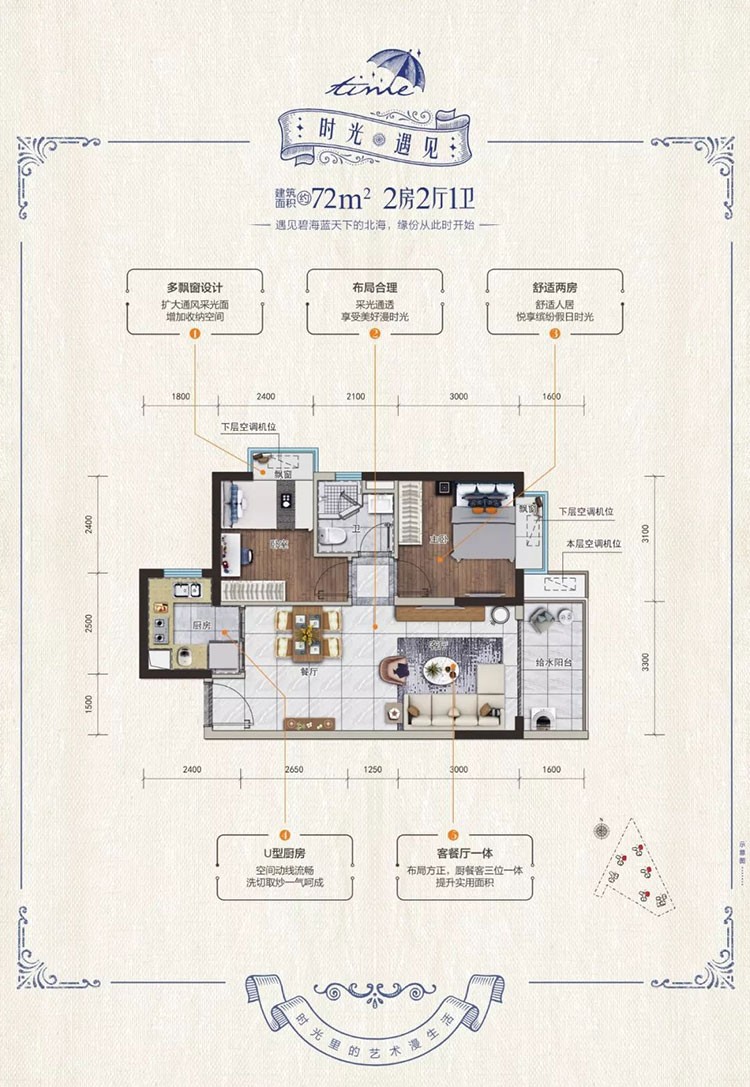 time
时光 遇见
建筑面积约72m² 2房2厅1卫
遇见碧海蓝天下的北海，缘份从此时开始
多飘窗设计
扩大通风采光面
增加收纳空间
1
布局合理
采光通透
享受美好漫时光
2
舒适两房
舒适人居
悦享缤纷假日时光
3
1800 2400 2100 3000 1600
下层空调机位
飘窗
飘窗
下层空调机位
本层空调机位
卧室
卫
主卧
厨房
餐厅
客厅
给水阳台
2400
2500
1500
3100
3300
2400 2650 1250 3000 1600
4
U型厨房
空间动线流畅
洗切取炒一气呵成
5
客餐厅一体
布局方正，厨餐客三位一体
提升实用面积
示意图
时光里的艺术漫生活